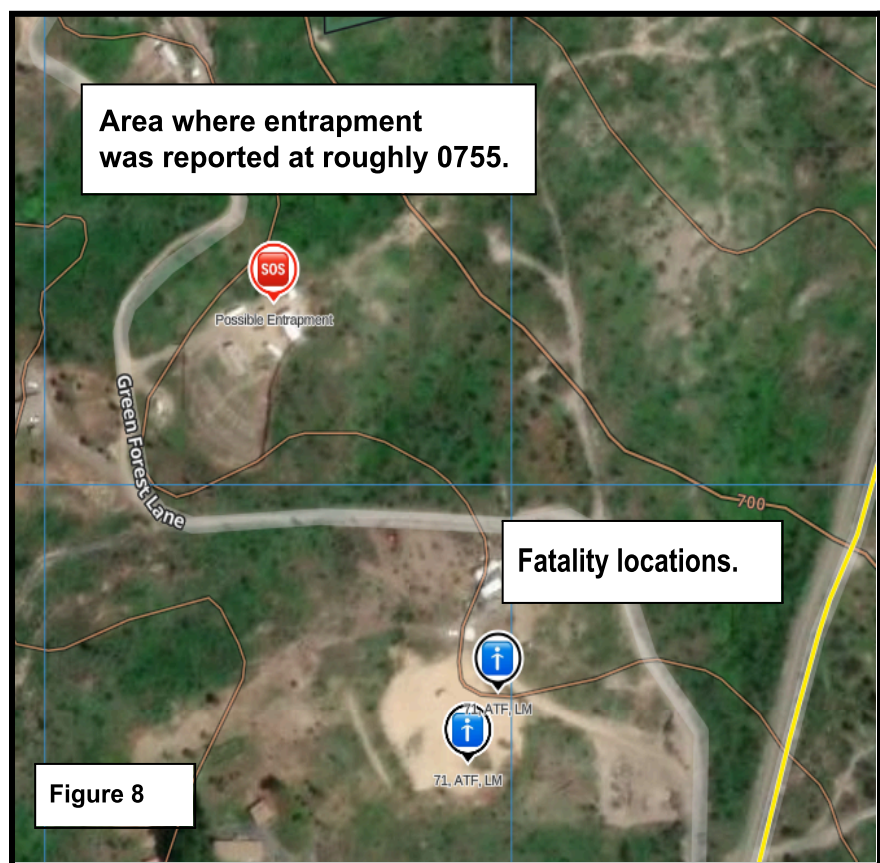 Area where entrapment
was reported at roughly 0755.
SOS
Possible Entrapment
Green Forest Lane
700
Fatality locations.
71, ATF, LM
71, ATF, LM
Figure 8